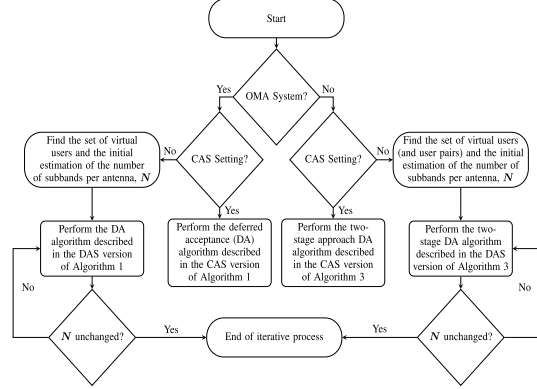 Start
OMA System?
Yes
No
CAS Setting?
CAS Setting?
No
No
Find the set of virtual
users and the initial
estimation of the number
of subbands per antenna, N
Find the set of virtual users
(and user pairs) and the initial
estimation of the number of
subbands per antenna, N
Yes
Yes
Perform the DA
algorithm described
in the DAS version
of Algorithm 1
Perform the deferred
acceptance (DA)
algorithm described
in the CAS version
of Algorithm 1
Perform the two-
stage approach DA
algorithm described
in the CAS version
of Algorithm 3
Perform the two-
stage DA algorithm
described in the DAS
version of Algorithm 3
No
No
N unchanged?
Yes
End of iterative process
Yes
N unchanged?